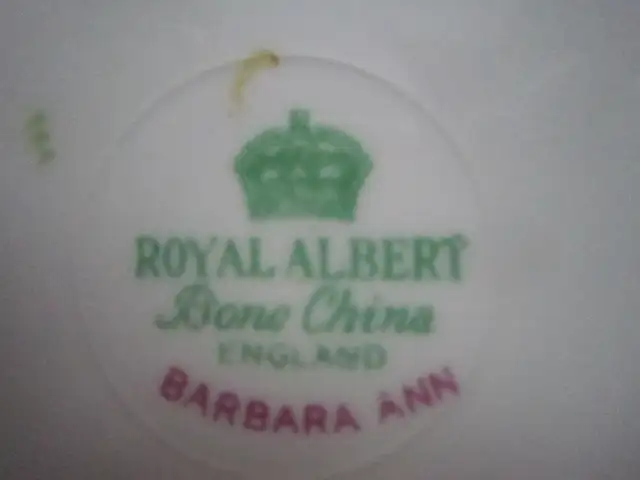 ROYAL ALBERT
Bone China
ENGLAND
BARBARA ANN